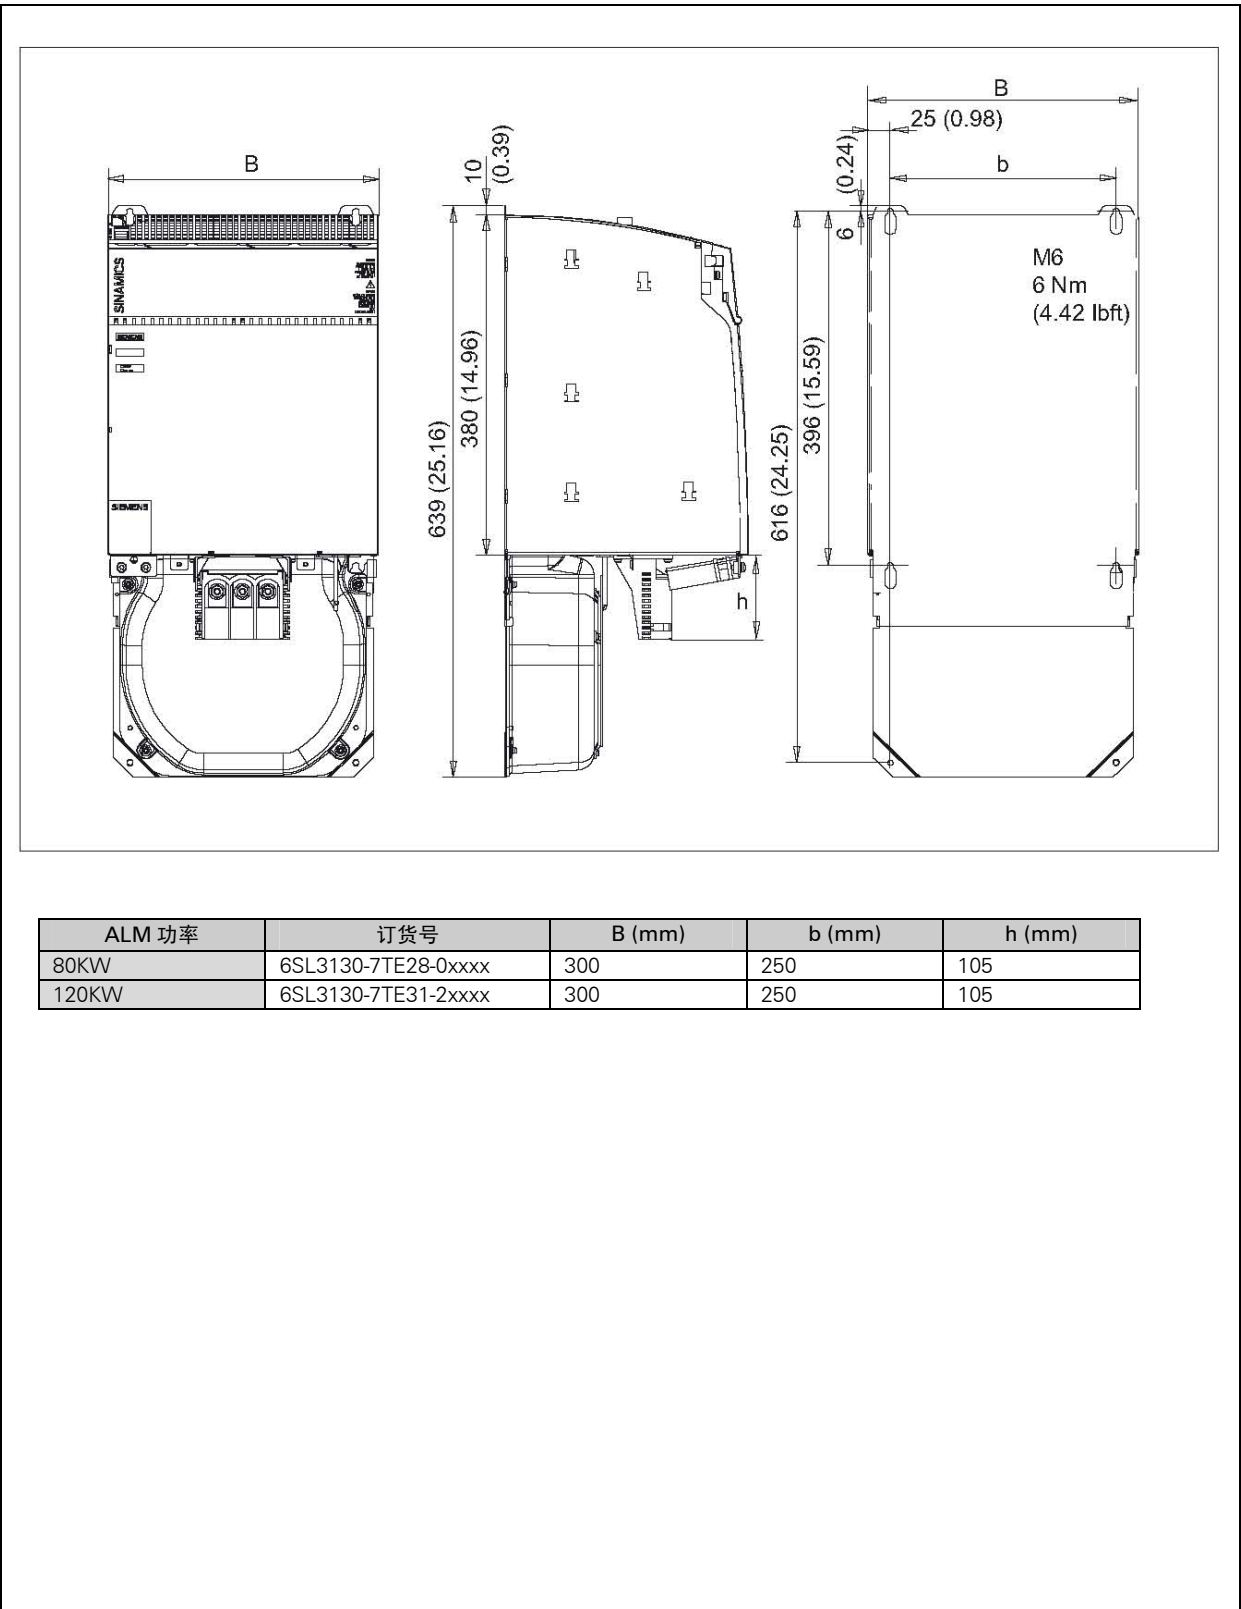 B
25 (0.98)
b
(0.24)
6
10
(0.39)
B
SINAMICS
SIEMENS
SIEMENS
639 (25.16)
380 (14.96)
h
616 (24.25)
396 (15.59)
M6
6 Nm
(4.42 lbft)
ALM 功率 订货号 B (mm) b (mm) h (mm)
80KW 6SL3130-7TE28-0xxxx 300 250 105
120KW 6SL3130-7TE31-2xxxx 300 250 105